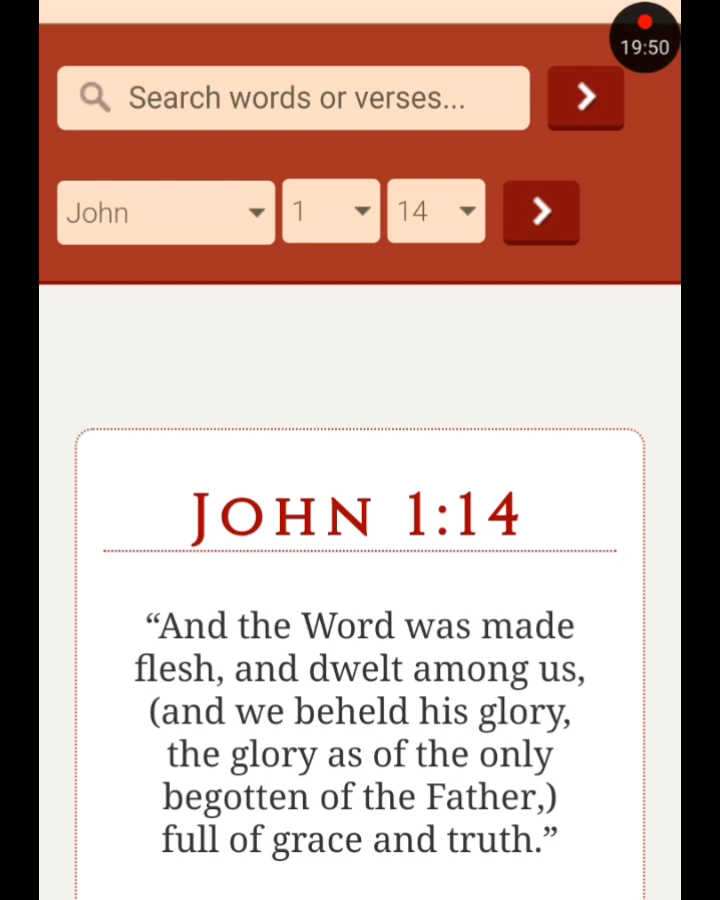 19:50
Search words or verses...
John 1 14
John 1:14
“And the Word was made
flesh, and dwelt among us,
(and we beheld his glory,
the glory as of the only
begotten of the Father,)
full of grace and truth.”